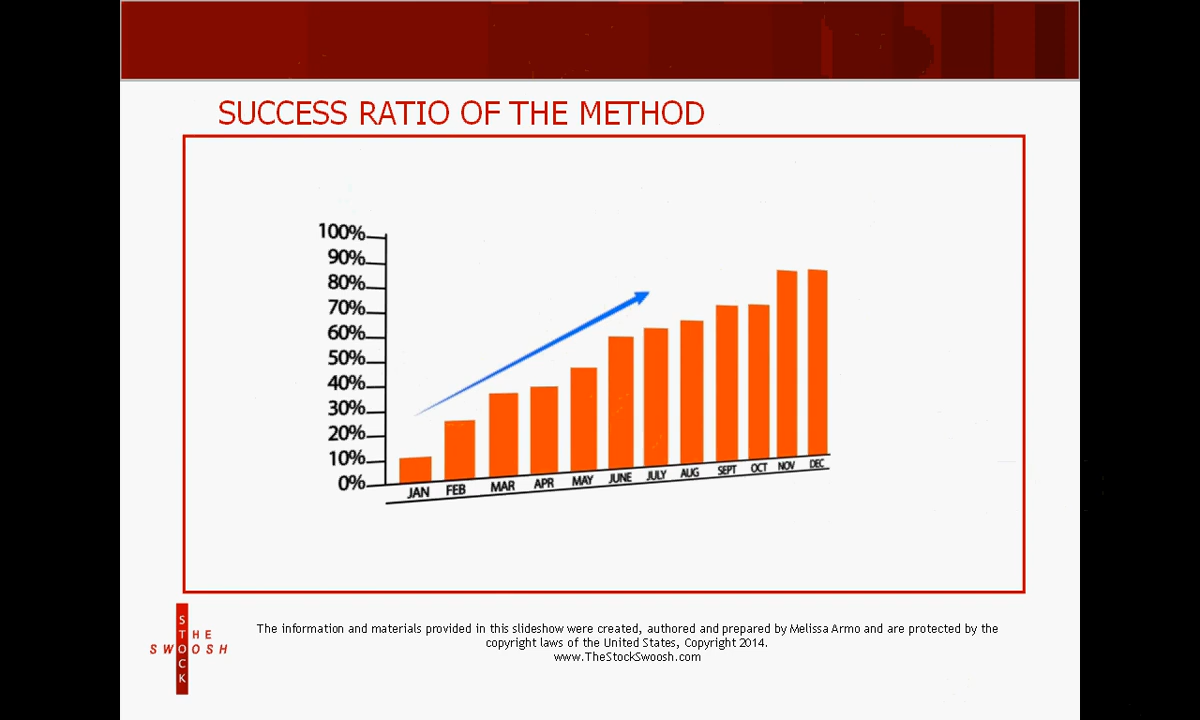 SUCCESS RATIO OF THE METHOD
100%
90%
80%
70%
60%
50%
40%
30%
20%
10%
0%
JAN FEB MAR APR MAY JUNE JULY AUG SEPT OCT NOV DEC
THE
STOCK
SWOOSH
The information and materials provided in this slideshow were created, authored and prepared by Melissa Armo and are protected by the
copyright laws of the United States, Copyright 2014.
www.TheStockSwoosh.com